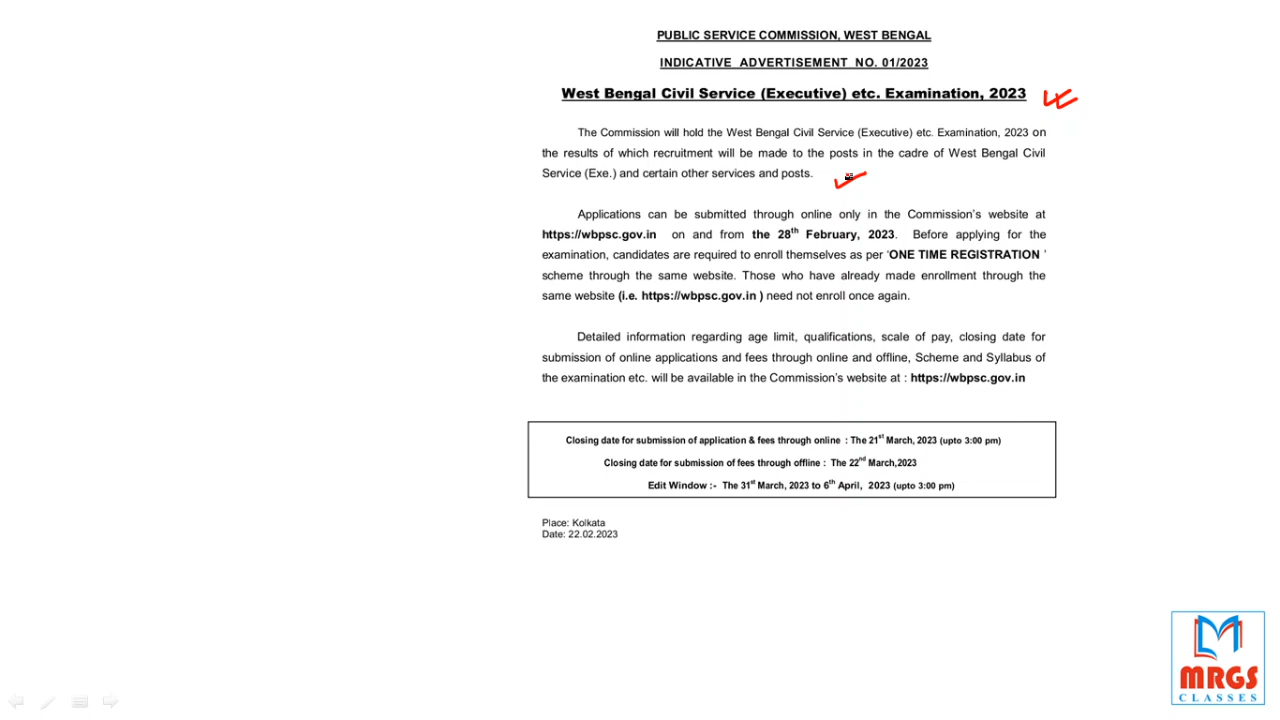 PUBLIC SERVICE COMMISSION, WEST BENGAL
INDICATIVE ADVERTISEMENT NO. 01/2023
West Bengal Civil Service (Executive) etc. Examination, 2023
The Commission will hold the West Bengal Civil Service (Executive) etc. Examination, 2023 on
the results of which recruitment will be made to the posts in the cadre of West Bengal Civil
Service (Exe.) and certain other services and posts.
Applications can be submitted through online only in the Commission's website at
https://wbpsc.gov.in on and from the 28th February, 2023. Before applying for the
examination, candidates are required to enroll themselves as per 'ONE TIME REGISTRATION '
scheme through the same website. Those who have already made enrollment through the
same website (i.e. https://wbpsc.gov.in ) need not enroll once again.
Detailed information regarding age limit, qualifications, scale of pay, closing date for
submission of online applications and fees through online and offline, Scheme and Syllabus of
the examination etc. will be available in the Commission's website at : https://wbpsc.gov.in
Closing date for submission of application & fees through online : The 21st March, 2023 (upto 3:00 pm)
Closing date for submission of fees through offline : The 22nd March,2023
Edit Window :- The 31st March, 2023 to 6th April, 2023 (upto 3:00 pm)
Place: Kolkata
Date: 22.02.2023
MRGS
CLASSES